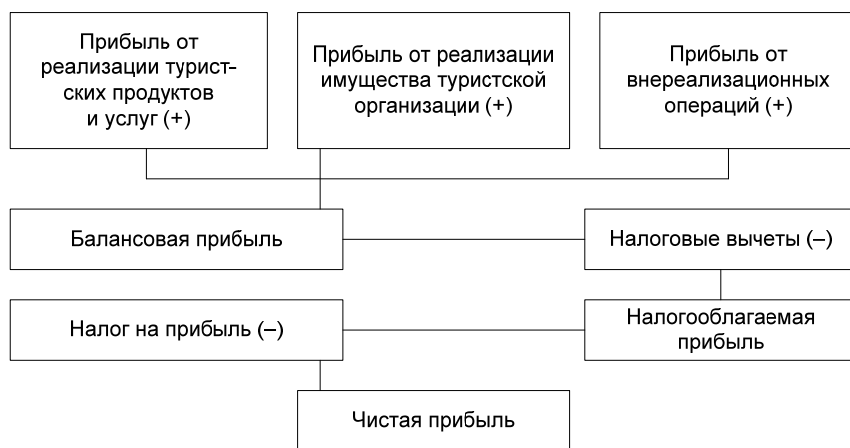 Прибыль от
реализации турист-
ских продуктов
и услуг (+)
Прибыль от реализации
имущества туристской
организации (+)
Прибыль от
внереализационных
операций (+)
Балансовая прибыль
Налоговые вычеты (–)
Налог на прибыль (–)
Налогооблагаемая
прибыль
Чистая прибыль